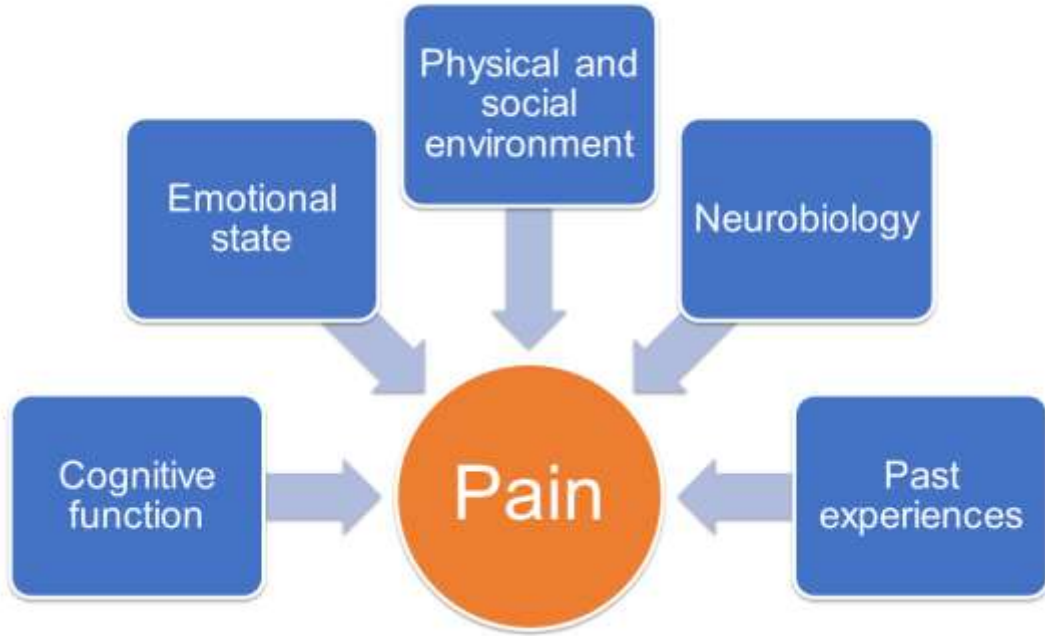 Physical and
social
environment
Emotional
state
Neurobiology
Cognitive
function
Pain
Past
experiences